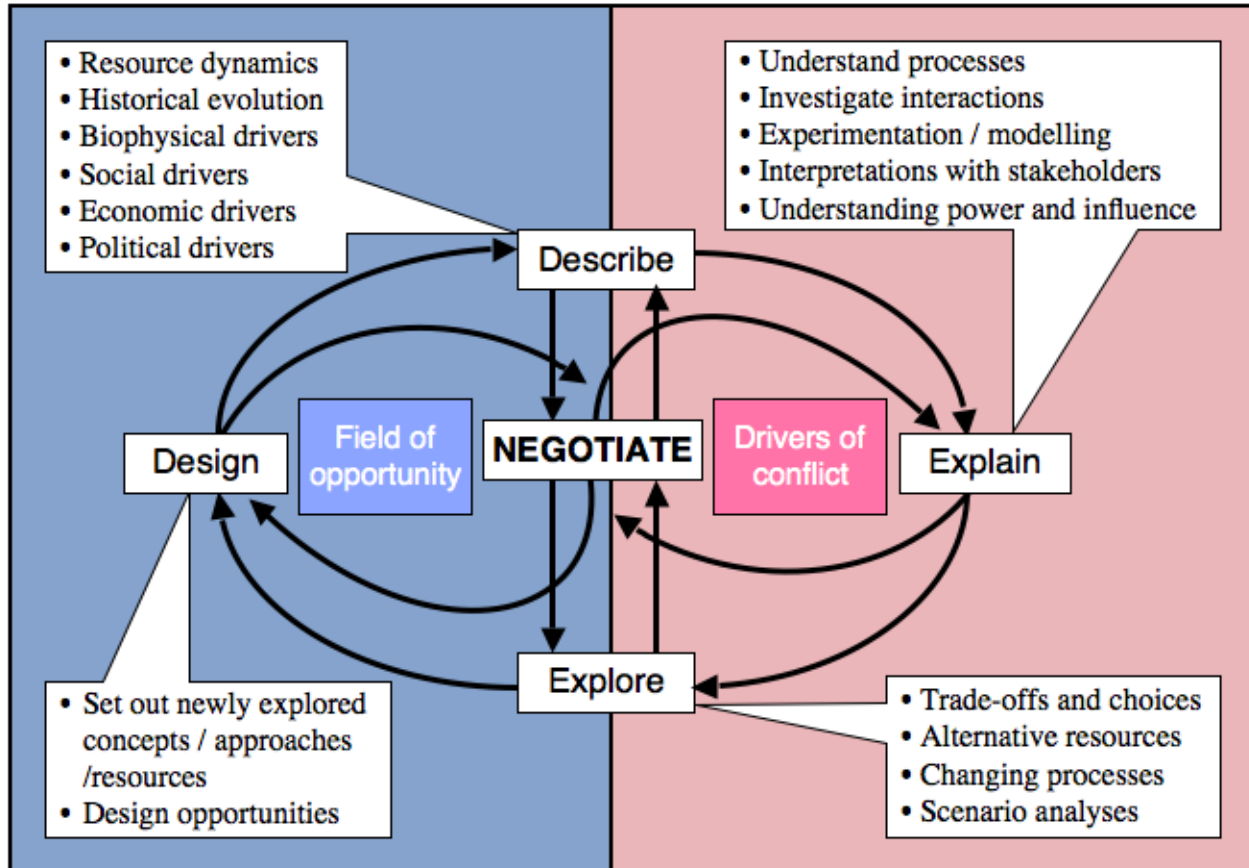 • Resource dynamics
• Historical evolution
• Biophysical drivers
• Social drivers
• Economic drivers
• Political drivers
• Understand processes
• Investigate interactions
• Experimentation / modelling
• Interpretations with stakeholders
• Understanding power and influence
Describe
Design
Field of
opportunity
NEGOTIATE
Drivers of
conflict
Explain
Explore
• Set out newly explored
concepts / approaches
/resources
• Design opportunities
• Trade-offs and choices
• Alternative resources
• Changing processes
• Scenario analyses